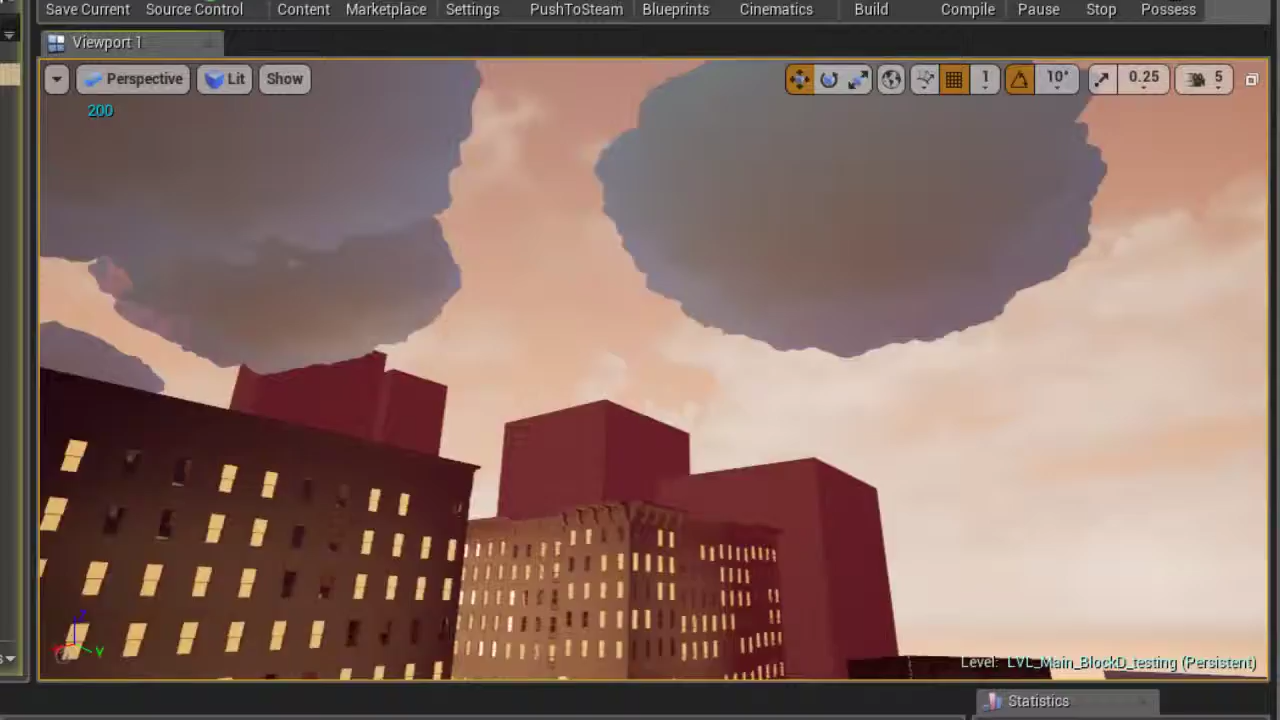 Save Current Source Control Content Marketplace Settings PushToSteam Blueprints Cinematics Build Compile Pause Stop Possess
Viewport 1
Perspective Lit Show 1 10° 0.25 5
200
Y
Level: LVL_Main_BlockD_testing (Persistent)
Statistics